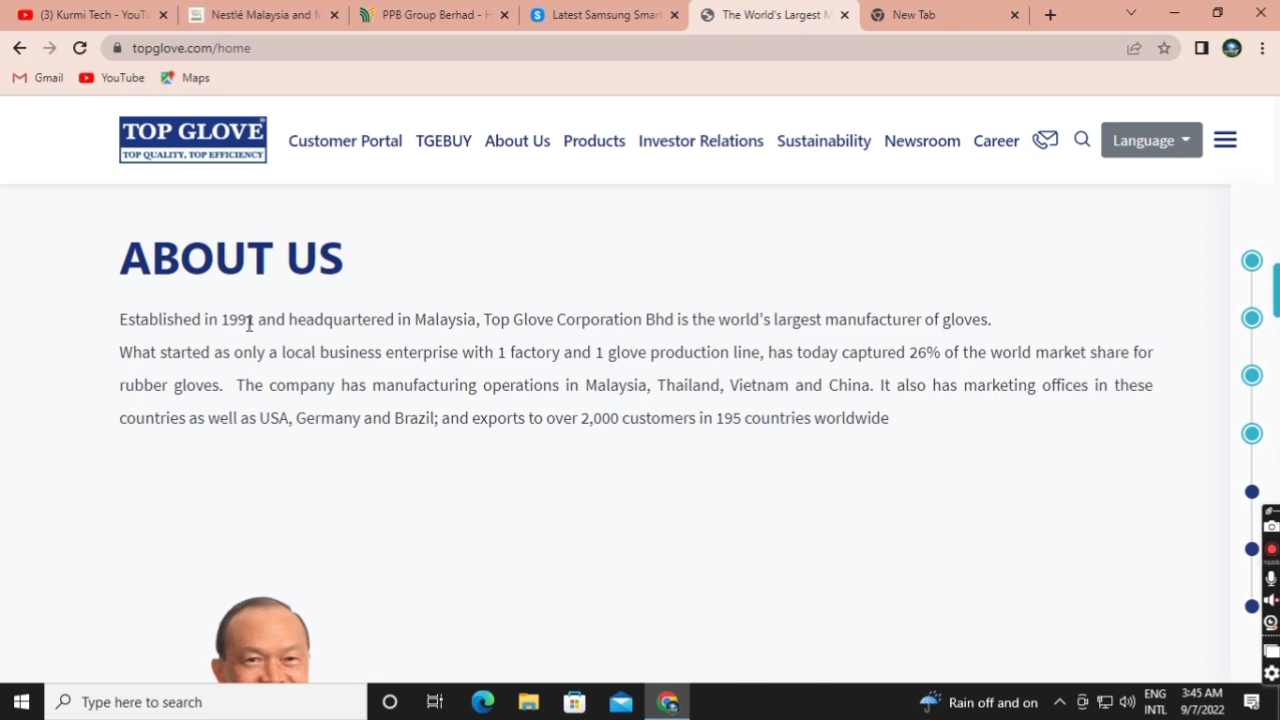 (3) Kurmi Tech - YouTu
Nestlé Malaysia and M
PPB Group Berhad - H
Latest Samsung Smar
The World's Largest M
New Tab
topglove.com/home
Gmail
YouTube
Maps
TOP GLOVE®
TOP QUALITY, TOP EFFICIENCY
Customer Portal
TGEBUY
About Us
Products
Investor Relations
Sustainability
Newsroom
Career
Language
ABOUT US
Established in 1991 and headquartered in Malaysia, Top Glove Corporation Bhd is the world's largest manufacturer of gloves.
What started as only a local business enterprise with 1 factory and 1 glove production line, has today captured 26% of the world market share for
rubber gloves. The company has manufacturing operations in Malaysia, Thailand, Vietnam and China. It also has marketing offices in these
countries as well as USA, Germany and Brazil; and exports to over 2,000 customers in 195 countries worldwide
Type here to search
Rain off and on
ENG
INTL
3:45 AM
9/7/2022